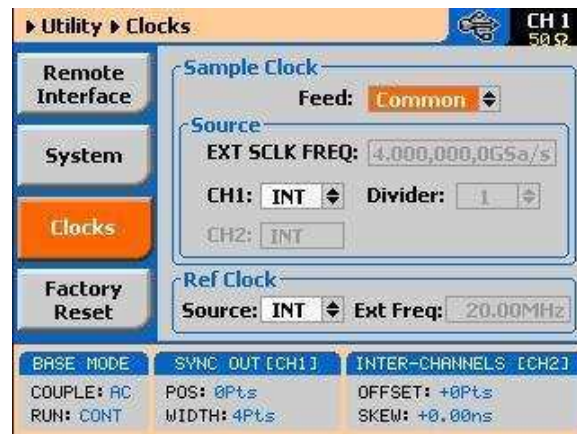 Utility ▸ Clocks
CH 1
50Ω
Remote
Interface
System
Clocks
Factory
Reset
Sample Clock
Feed: Common
Source
EXT SCLK FREQ: 4.000,000,0GSa/s
CH1: INT Divider: 1
CH2: INT
Ref Clock
Source: INT Ext Freq: 20.00MHz
BASE MODE
COUPLE: AC
RUN: CONT
SYNC OUT [CH1]
POS: 0Pts
WIDTH: 4Pts
INTER-CHANNELS [CH2]
OFFSET: +0Pts
SKEW: +0.00ns